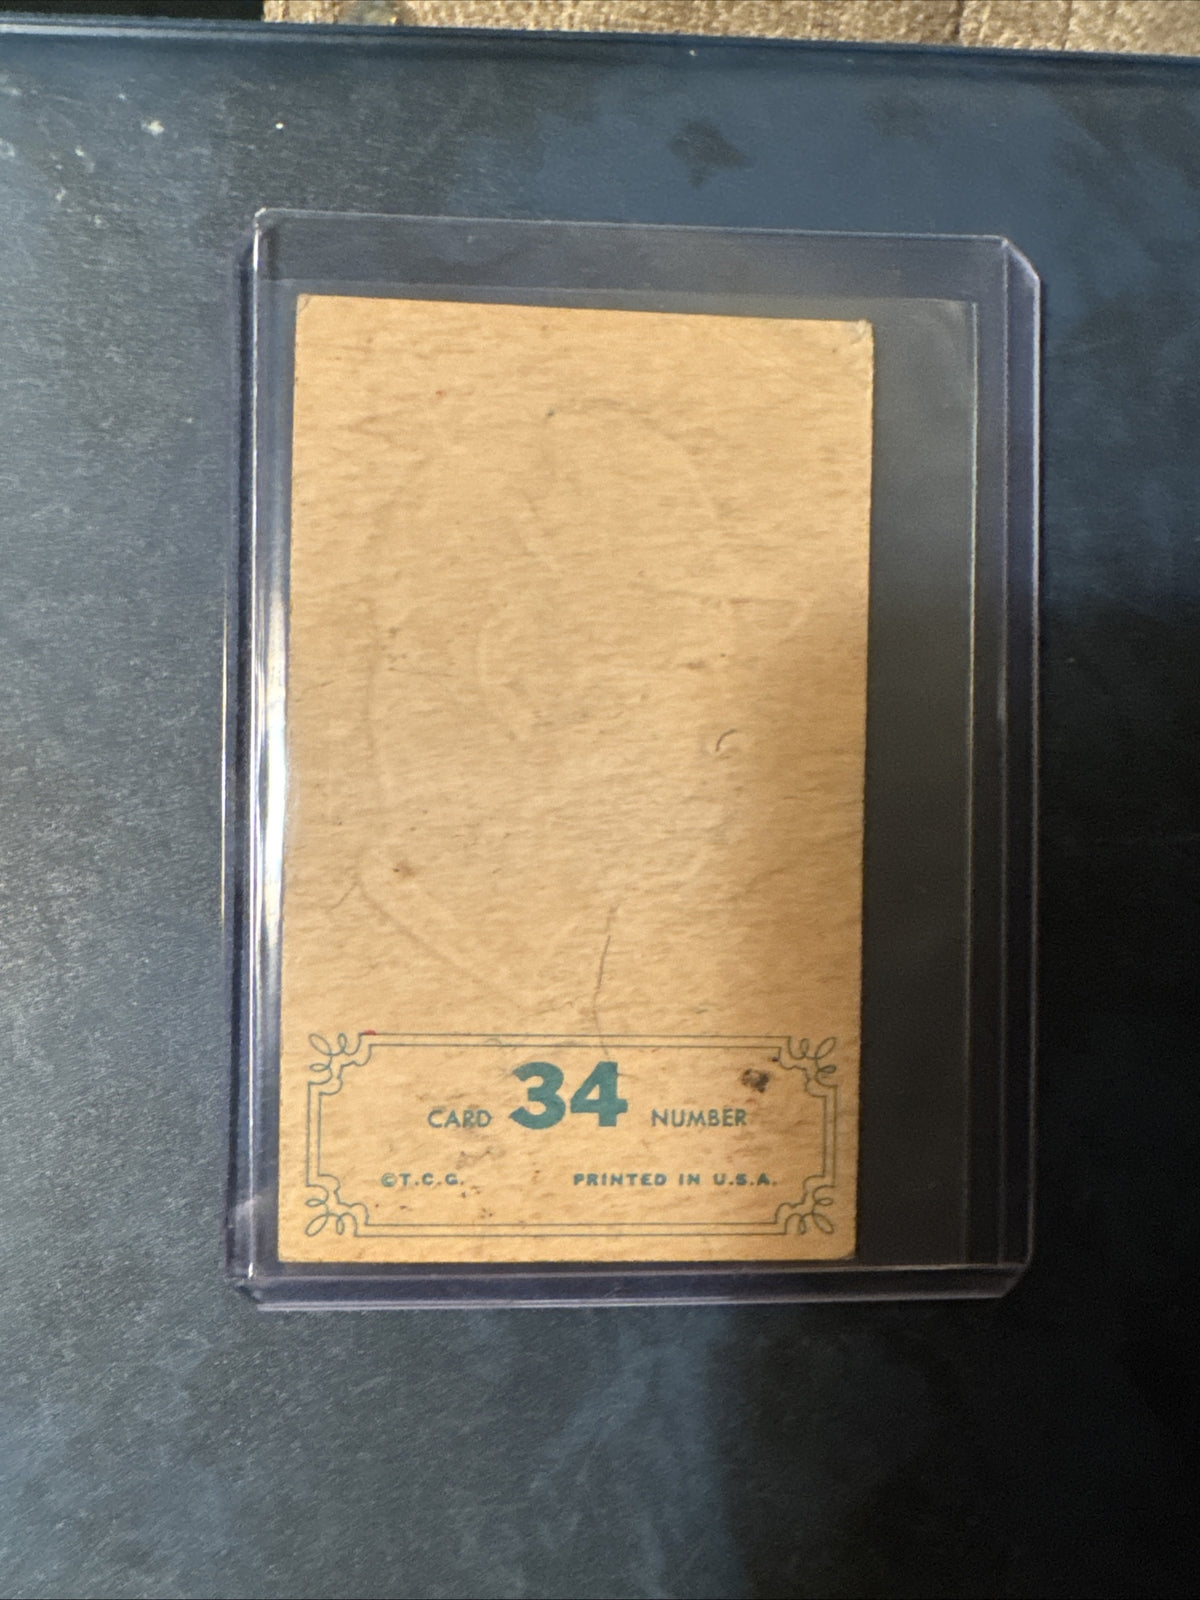 CARD 34 NUMBER
©T.C.G. PRINTED IN U.S.A.